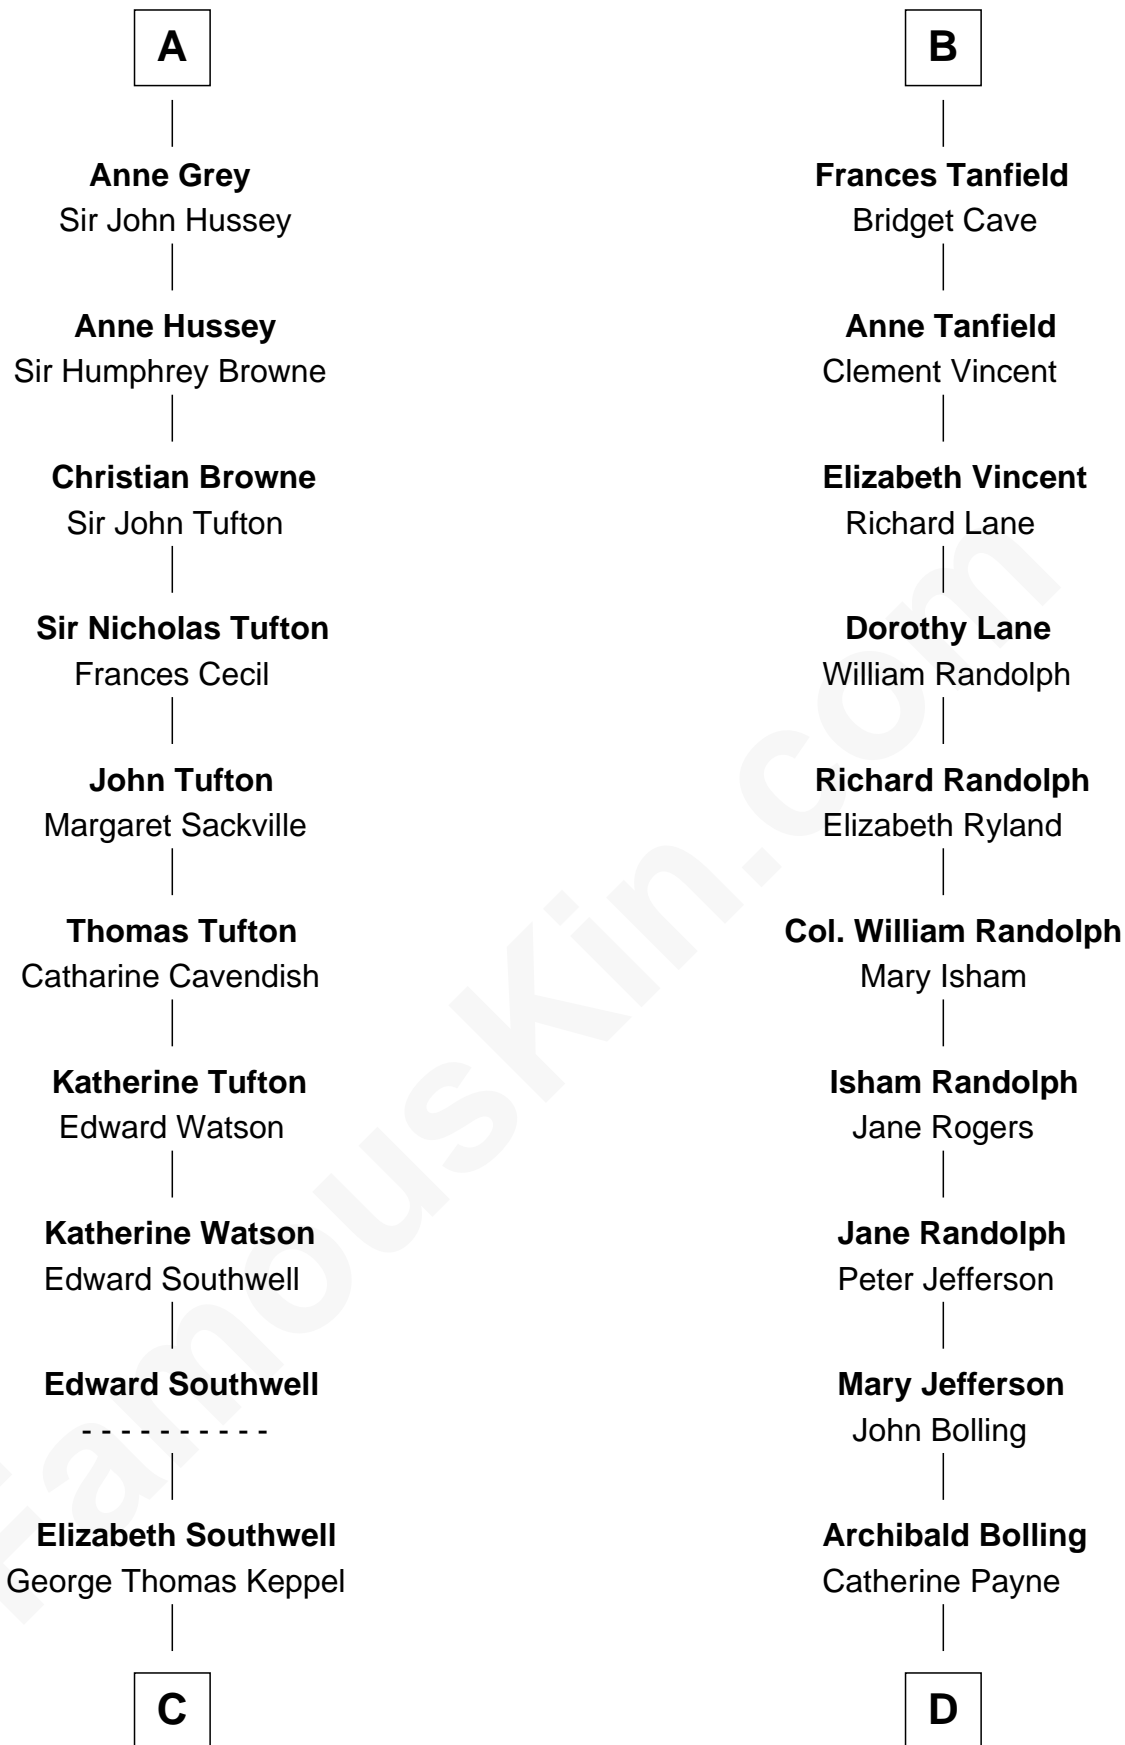 A
Anne Grey
Sir John Hussey
Anne Hussey
Sir Humphrey Browne
Christian Browne
Sir John Tufton
Sir Nicholas Tufton
Frances Cecil
John Tufton
Margaret Sackville
Thomas Tufton
Catharine Cavendish
Katherine Tufton
Edward Watson
Katherine Watson
Edward Southwell
Edward Southwell
- - - - - - - - - -
Elizabeth Southwell
George Thomas Keppel
C
B
Frances Tanfield
Bridget Cave
Anne Tanfield
Clement Vincent
Elizabeth Vincent
Richard Lane
Dorothy Lane
William Randolph
Richard Randolph
Elizabeth Ryland
Col. William Randolph
Mary Isham
Isham Randolph
Jane Rogers
Jane Randolph
Peter Jefferson
Mary Jefferson
John Bolling
Archibald Bolling
Catherine Payne
D
FamousKin.com